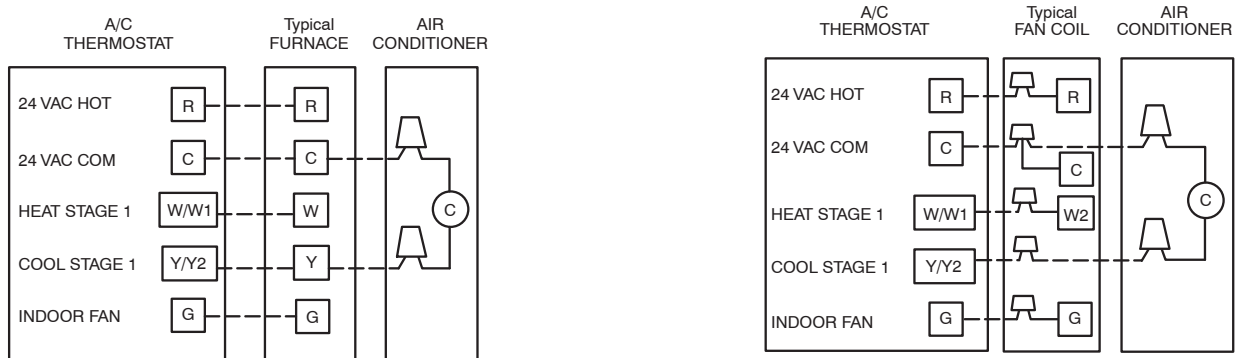 A/C
THERMOSTAT
Typical
FURNACE
AIR
CONDITIONER
24 VAC HOT
R
R
24 VAC COM
C
C
HEAT STAGE 1
W/W1
W
C
COOL STAGE 1
Y/Y2
Y
INDOOR FAN
G
G
A/C
THERMOSTAT
Typical
FAN COIL
AIR
CONDITIONER
24 VAC HOT
R
R
24 VAC COM
C
C
HEAT STAGE 1
W/W1
W2
C
COOL STAGE 1
Y/Y2
INDOOR FAN
G
G